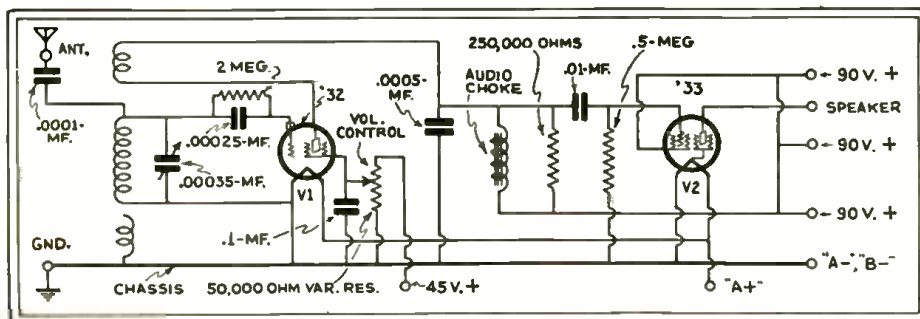 ANT.
.0001-
MF.
2 MEG.
'32
.00025-MF.
.00035-MF.
V1
VOL.
CONTROL
.0005-
MF.
250,000 OHMS
AUDIO
CHOKE
.01-MF.
.5-MEG
'33
V2
90 V. +
SPEAKER
90 V. +
90 V. +
.1-MF.
GND.
CHASSIS
50,000 OHM VAR. RES.
45 V. +
"A+"
"A-", "B-"